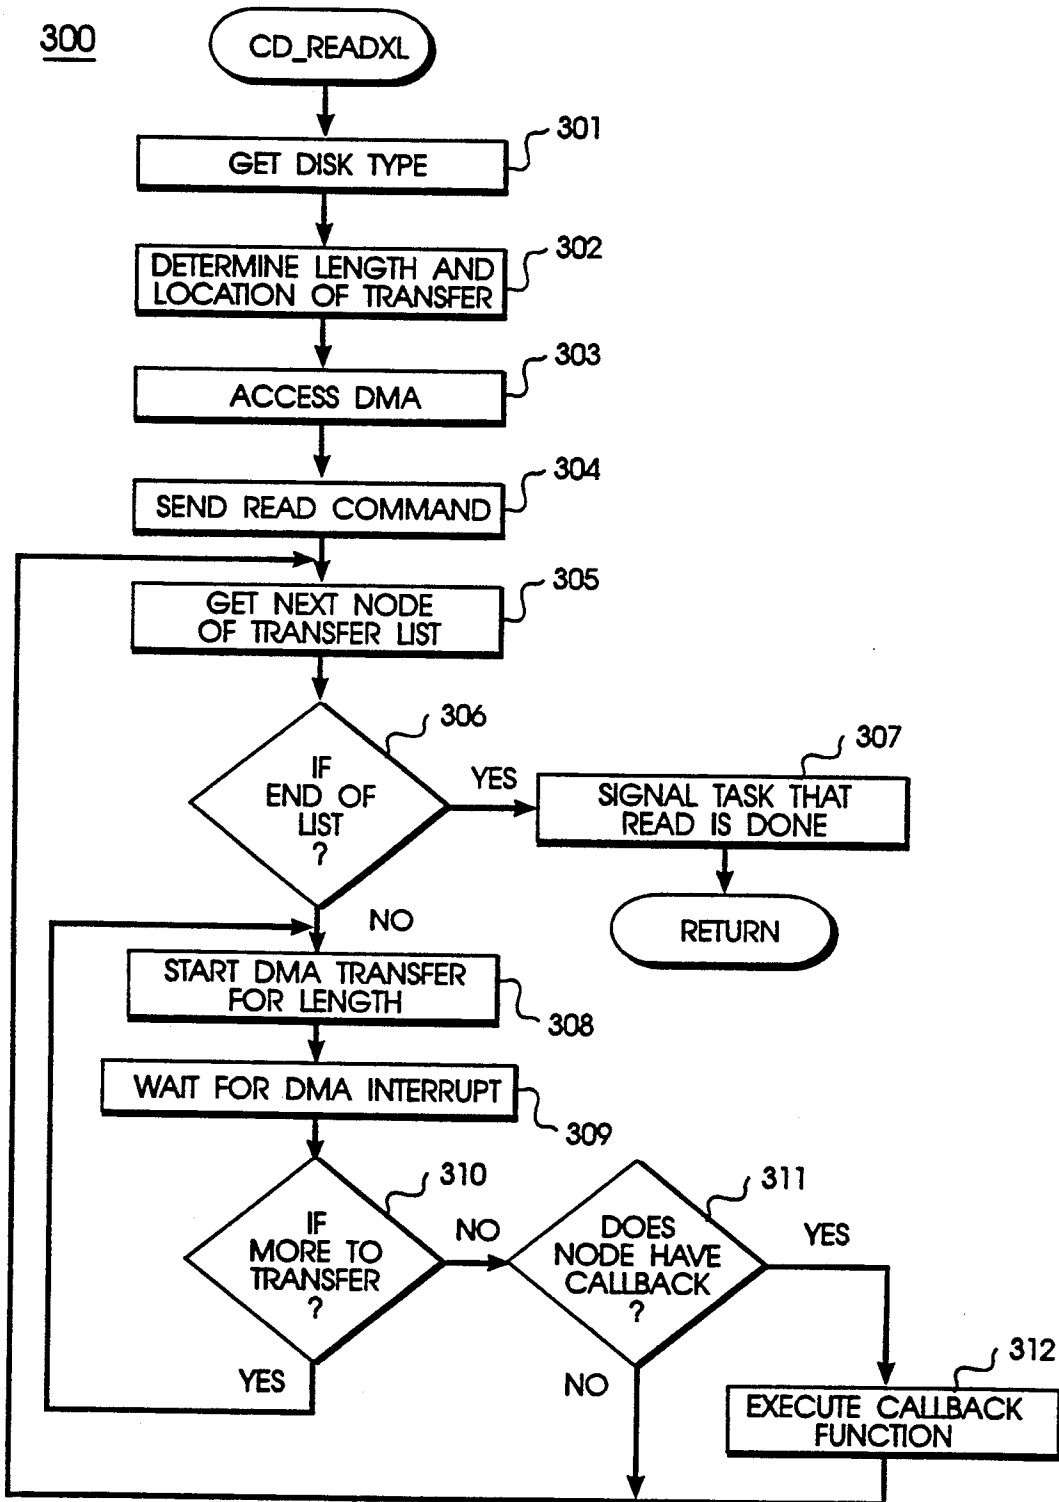 300
CD_READXL
301
GET DISK TYPE
302
DETERMINE LENGTH AND
LOCATION OF TRANSFER
303
ACCESS DMA
304
SEND READ COMMAND
305
GET NEXT NODE
OF TRANSFER LIST
306
IF
END OF
LIST
?
YES
307
SIGNAL TASK THAT
READ IS DONE
RETURN
NO
START DMA TRANSFER
FOR LENGTH
308
WAIT FOR DMA INTERRUPT
309
310
IF
MORE TO
TRANSFER
?
NO
YES
311
DOES
NODE HAVE
CALLBACK
?
YES
NO
312
EXECUTE CALLBACK
FUNCTION